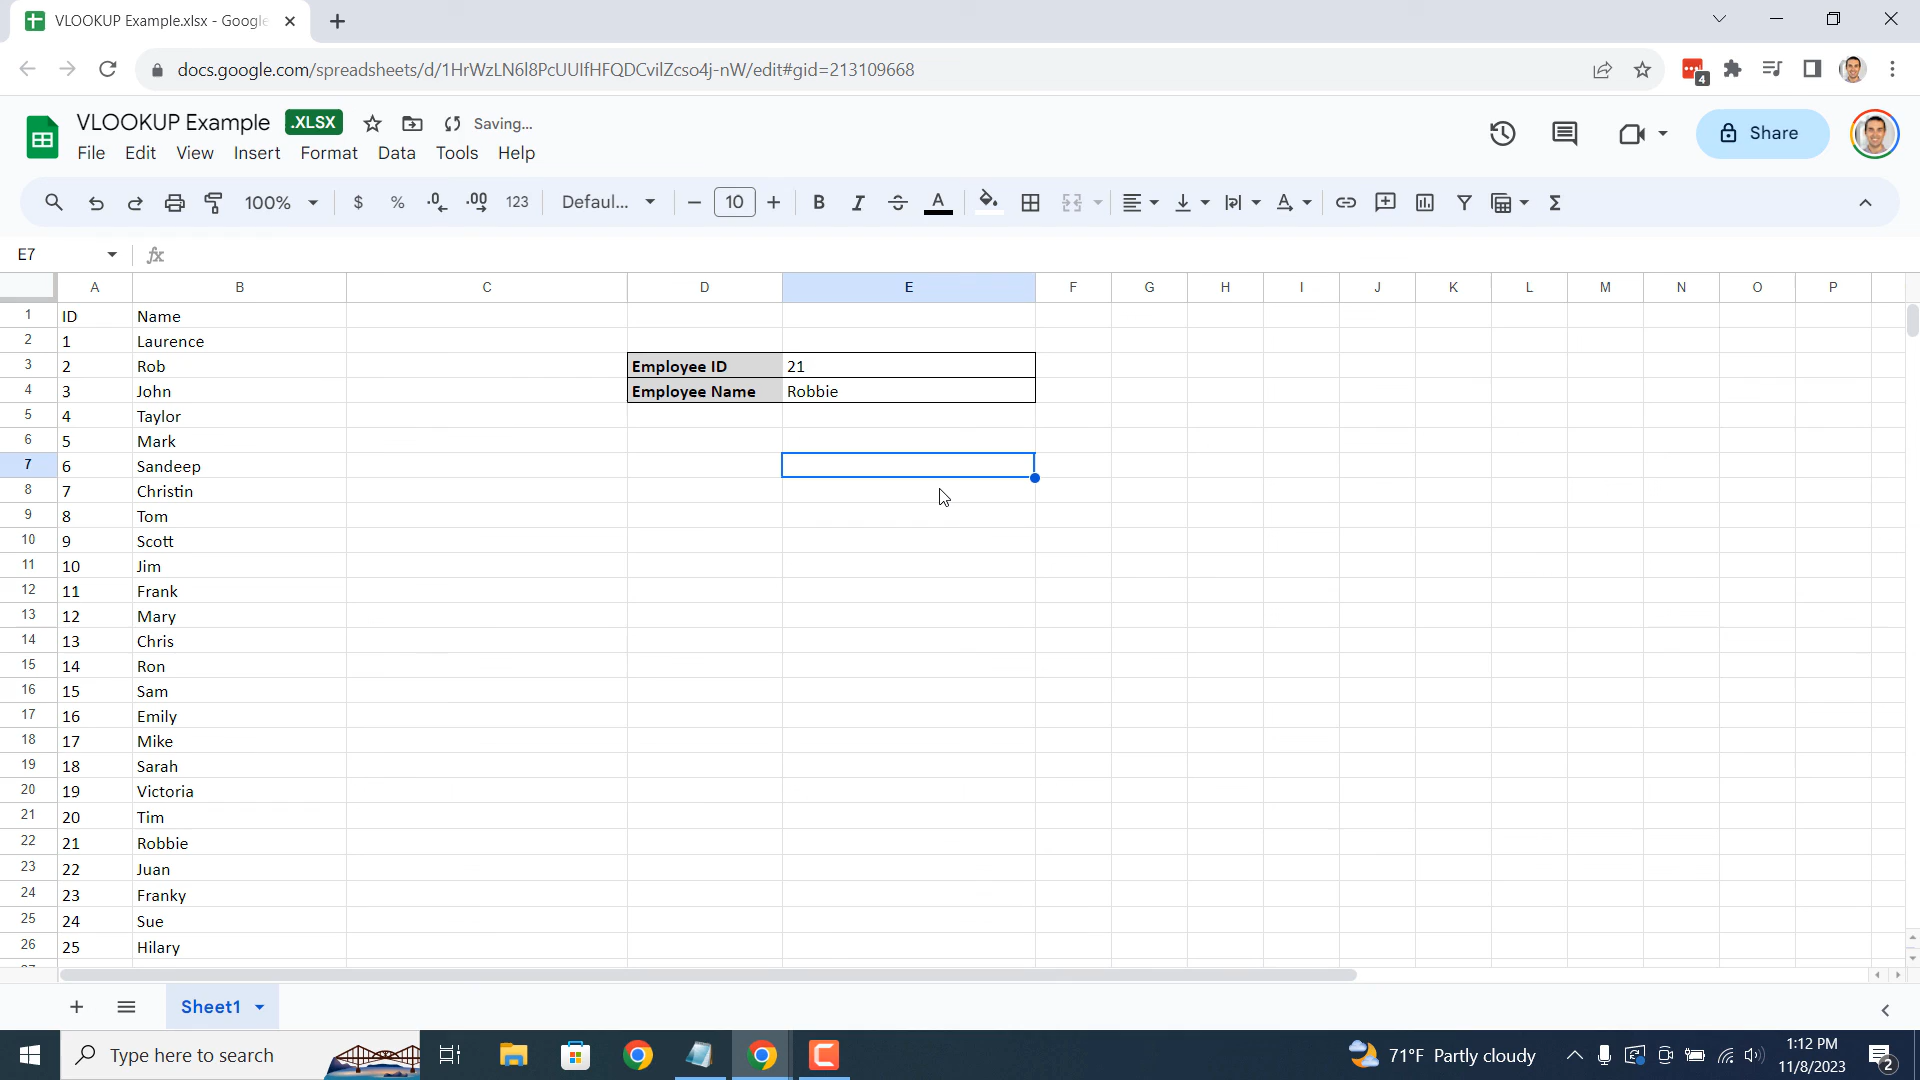 VLOOKUP Example.xlsx - Google
docs.google.com/spreadsheets/d/1HrWzLN6l8PcUUIfHFQDCvilZcso4j-nW/edit#gid=213109668
4
VLOOKUP Example .XLSX Saving...
File Edit View Insert Format Data Tools Help
Share
100% $ % .0 .00 123 Defaul... 10 B I S A
E7 fx
A B C D E F G H I J K L M N O P
1 ID Name
2 1 Laurence
3 2 Rob Employee ID 21
4 3 John Employee Name Robbie
5 4 Taylor
6 5 Mark
7 6 Sandeep
8 7 Christin
9 8 Tom
10 9 Scott
11 10 Jim
12 11 Frank
13 12 Mary
14 13 Chris
15 14 Ron
16 15 Sam
17 16 Emily
18 17 Mike
19 18 Sarah
20 19 Victoria
21 20 Tim
22 21 Robbie
23 22 Juan
24 23 Franky
25 24 Sue
26 25 Hilary
Sheet1
Type here to search
71°F Partly cloudy
1:12 PM
11/8/2023
2